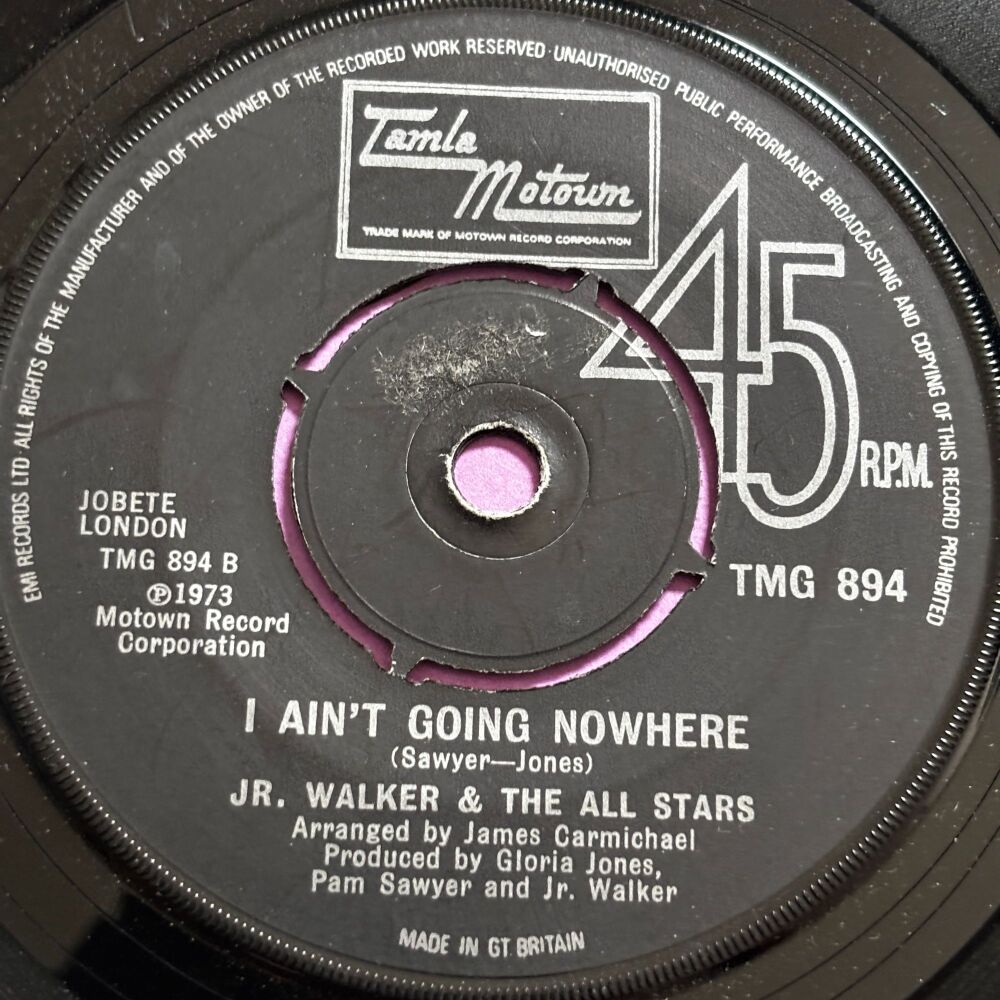 EMI RECORDS LTD · ALL RIGHTS OF THE MANUFACTURER AND OF THE OWNER OF THE RECORDED WORK RESERVED · UNAUTHORISED PUBLIC PERFORMANCE BROADCASTING AND COPYING OF THIS RECORD PROHIBITED
Tamla
Motown
TRADE MARK OF MOTOWN RECORD CORPORATION
45
R.P.M.
JOBETE
LONDON
TMG 894 B
℗1973
Motown Record
Corporation
TMG 894
I AIN'T GOING NOWHERE
(Sawyer—Jones)
JR. WALKER & THE ALL STARS
Arranged by James Carmichael
Produced by Gloria Jones,
Pam Sawyer and Jr. Walker
MADE IN GT. BRITAIN